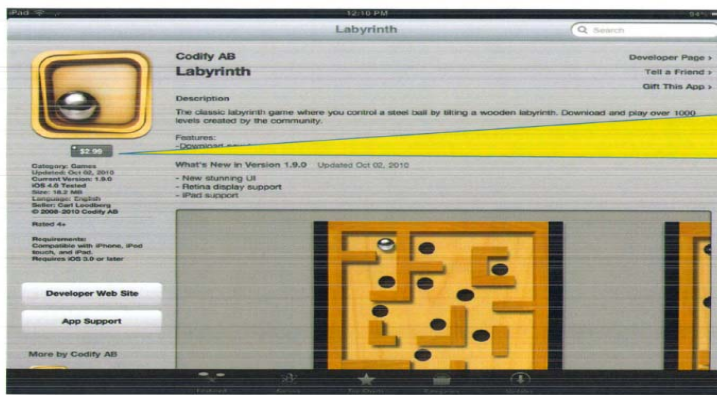 iPad
12:10 PM
94%
Labyrinth
Search
Codify AB
Labyrinth
Developer Page >
Tell a Friend >
Gift This App >
Description
The classic labyrinth game where you control a steel ball by tilting a wooden labyrinth. Download and play over 1000
levels created by the community.
Features:
-Download
$2.99
What's New in Version 1.9.0 Updated Oct 02, 2010
- New stunning UI
- Retina display support
- iPad support
Category: Games
Updated: Oct 02, 2010
Current Version: 1.9.0
iOS 4.0 Tested
Size: 18.2 MB
Language: English
Seller: Carl Loodberg
© 2008-2010 Codify AB
Rated 4+
Requirements:
Compatible with iPhone, iPod
touch, and iPad.
Requires iOS 3.0 or later
Developer Web Site
App Support
More by Codify AB